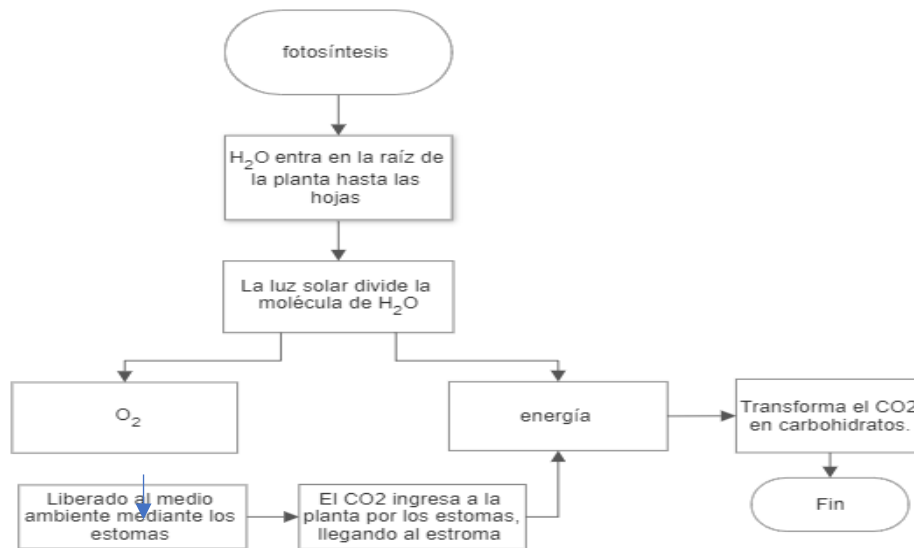 fotosíntesis
H₂O entra en la raíz de
la planta hasta las
hojas
La luz solar divide la
molécula de H₂O
O₂
energía
Transforma el CO2
en carbohidratos.
Liberado al medio
ambiente mediante los
estomas
El CO2 ingresa a la
planta por los estomas,
llegando al estroma
Fin